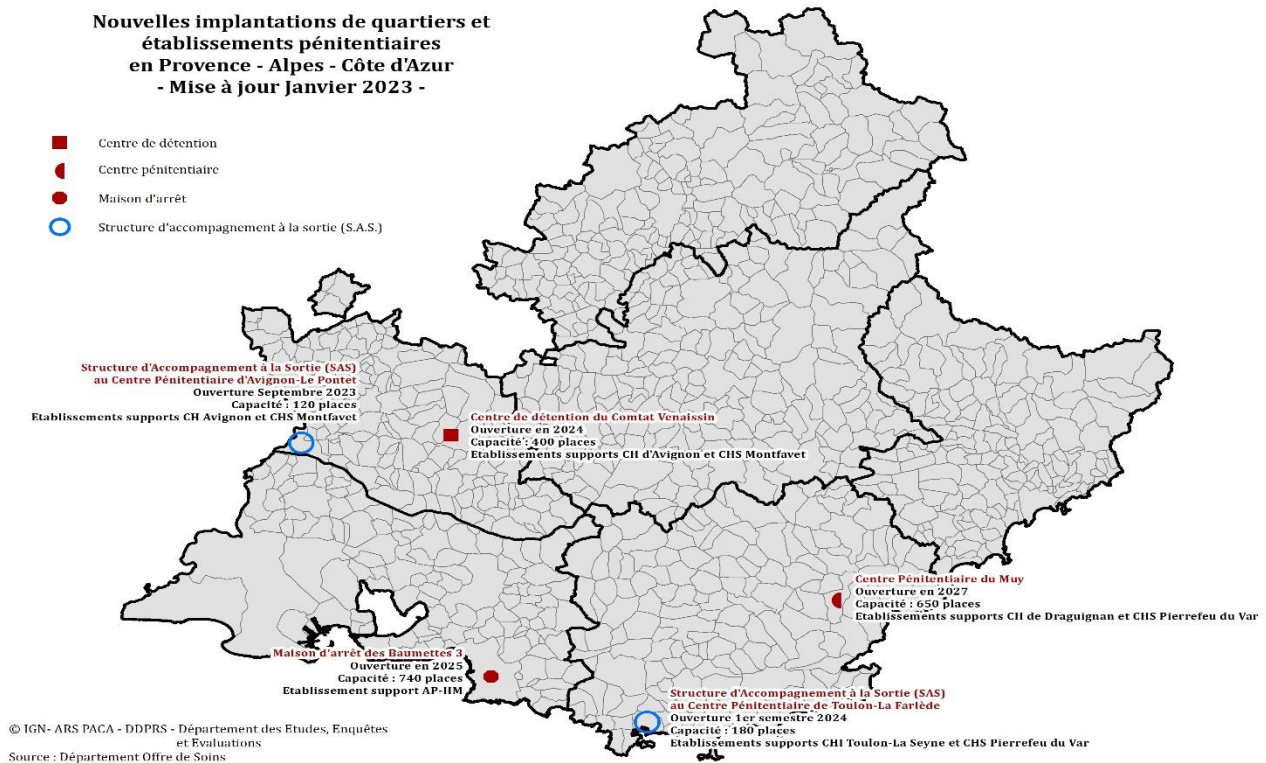 Nouvelles implantations de quartiers et
établissements pénitentiaires
en Provence - Alpes - Côte d'Azur
- Mise à jour Janvier 2023 -
Centre de détention
Centre pénitentiaire
Maison d'arrêt
Structure d'accompagnement à la sortie (S.A.S.)
Structure d'Accompagnement à la Sortie (SAS)
au Centre Pénitentiaire d'Avignon-Le Pontet
Ouverture Septembre 2023
Capacité : 120 places
Etablissements supports CH Avignon et CHS Montfavet
Centre de détention du Comtat Venaissin
Ouverture en 2024
Capacité : 400 places
Etablissements supports CH d'Avignon et CHS Montfavet
Centre Pénitentiaire du Muy
Ouverture en 2027
Capacité : 650 places
Etablissements supports CH de Draguignan et CHS Pierrefeu du Var
Maison d'arrêt des Baumettes 3
Ouverture en 2025
Capacité : 740 places
Etablissement support AP-HM
Structure d'Accompagnement à la Sortie (SAS)
au Centre Pénitentiaire de Toulon-La Farlède
Ouverture 1er semestre 2024
Capacité : 180 places
Etablissements supports CHI Toulon-La Seyne et CHS Pierrefeu du Var
© IGN- ARS PACA - DDPRS - Département des Etudes, Enquêtes
et Evaluations
Source : Département Offre de Soins